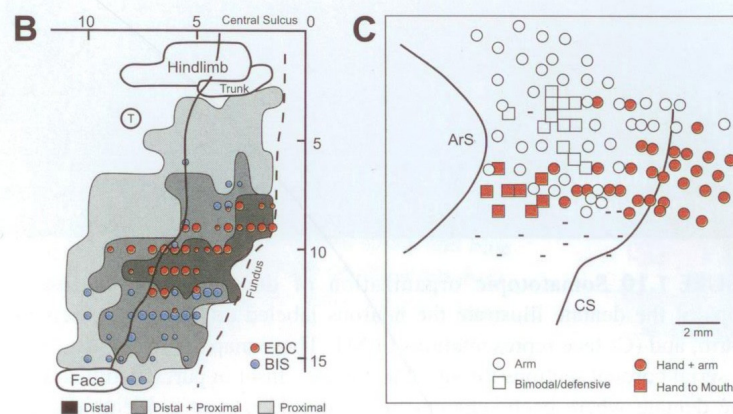 B
10 5 Central Sulcus 0
Hindlimb
Trunk
T
5
10
Fundus
EDC
BIS
15
Face
Distal
Distal + Proximal
Proximal
C
ArS
CS
2 mm
Arm
Hand + arm
Bimodal/defensive
Hand to Mouth